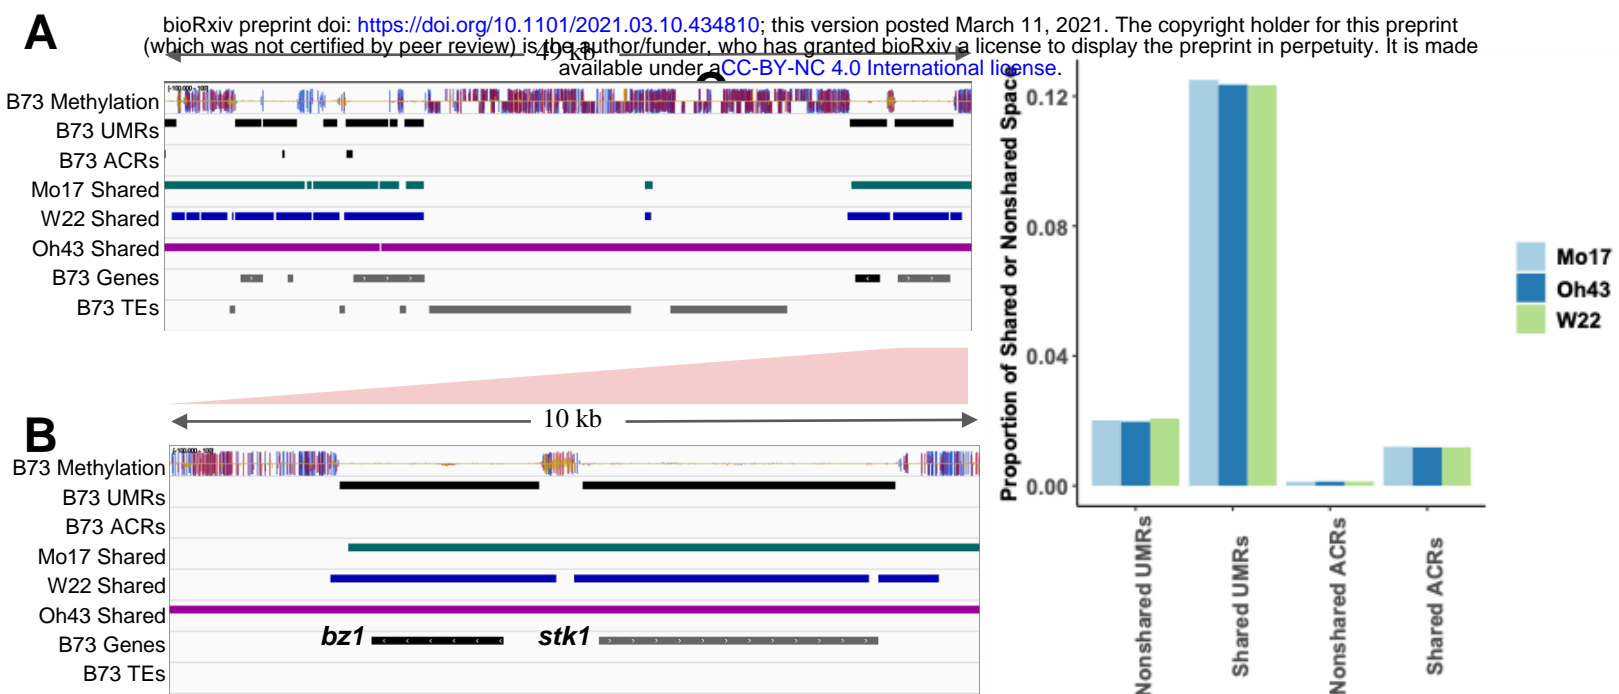 bioRxiv preprint doi: https://doi.org/10.1101/2021.03.10.434810; this version posted March 11, 2021. The copyright holder for this preprint
(which was not certified by peer review) is the author/funder, who has granted bioRxiv a license to display the preprint in perpetuity. It is made
available under aCC-BY-NC 4.0 International license.
A
49 kb
[-100.000 - 100]
B73 Methylation
B73 UMRs
B73 ACRs
Mo17 Shared
W22 Shared
Oh43 Shared
B73 Genes
B73 TEs
B
10 kb
[-100.000 - 100]
B73 Methylation
B73 UMRs
B73 ACRs
Mo17 Shared
W22 Shared
Oh43 Shared
B73 Genes
bz1
stk1
B73 TEs
Proportion of Shared or Nonshared Space
0.12
0.08
0.04
0.00
Nonshared UMRs
Shared UMRs
Nonshared ACRs
Shared ACRs
Mo17
Oh43
W22